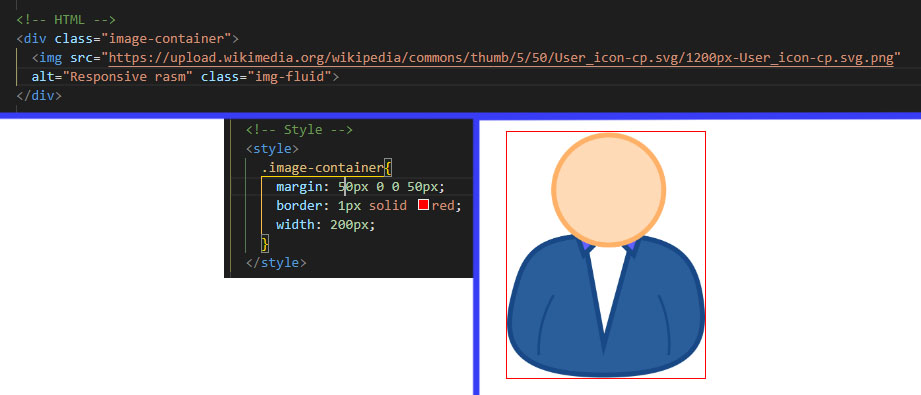 <!-- HTML -->
<div class="image-container">
<img src="https://upload.wikimedia.org/wikipedia/commons/thumb/5/50/User_icon-cp.svg/1200px-User_icon-cp.svg.png"
alt="Responsive rasm" class="img-fluid">
</div>
<!-- Style -->
<style>
.image-container{
margin: 50px 0 0 50px;
border: 1px solid red;
width: 200px;
}
</style>